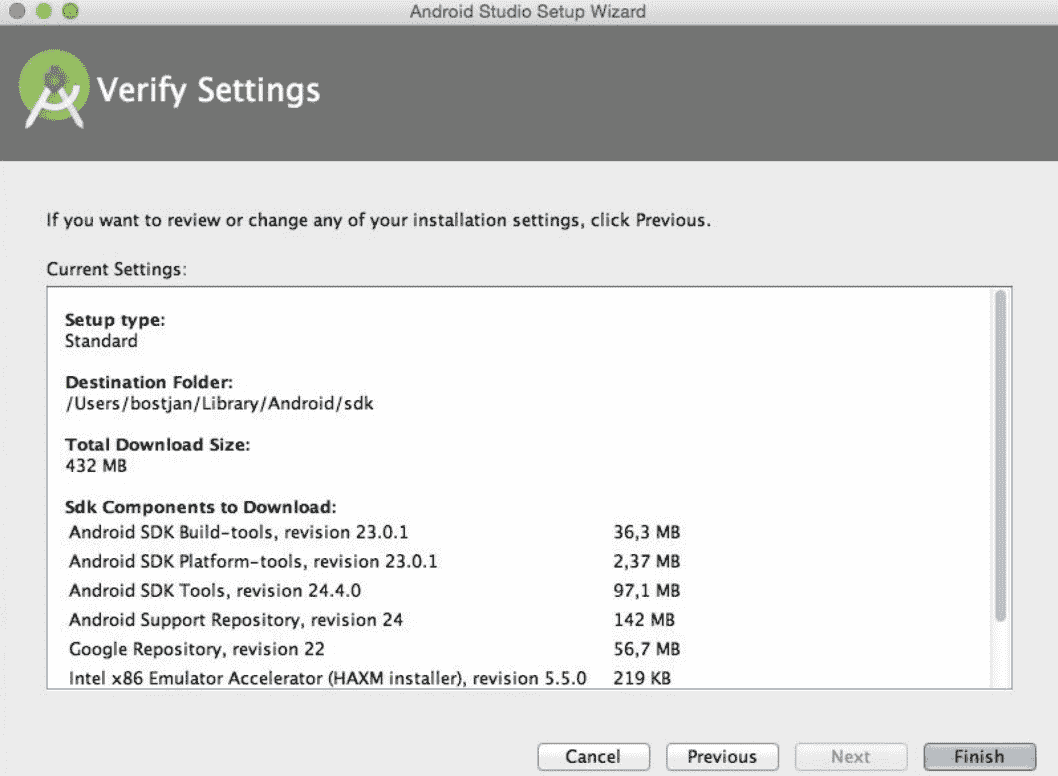 Android Studio Setup Wizard
Verify Settings
If you want to review or change any of your installation settings, click Previous.
Current Settings:
Setup type:
Standard
Destination Folder:
/Users/bostjan/Library/Android/sdk
Total Download Size:
432 MB
Sdk Components to Download:
Android SDK Build-tools, revision 23.0.1 36,3 MB
Android SDK Platform-tools, revision 23.0.1 2,37 MB
Android SDK Tools, revision 24.4.0 97,1 MB
Android Support Repository, revision 24 142 MB
Google Repository, revision 22 56,7 MB
Intel x86 Emulator Accelerator (HAXM installer), revision 5.5.0 219 KB
Cancel Previous Next Finish